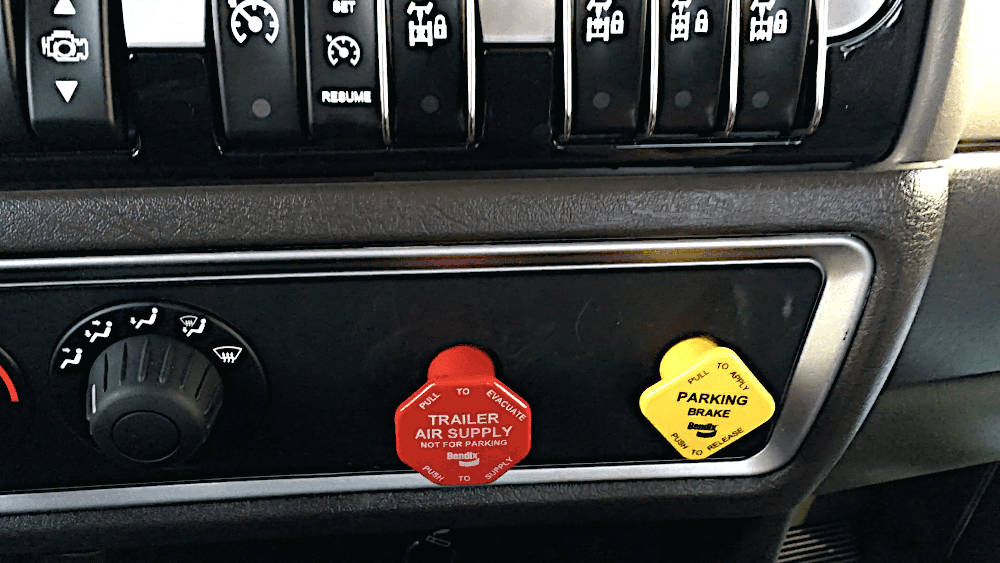 SET
RESUME
PULL TO EVACUATE
TRAILER
AIR SUPPLY
NOT FOR PARKING
Bendix
PUSH TO SUPPLY
PULL TO APPLY
PARKING
BRAKE
Bendix
PUSH TO RELEASE